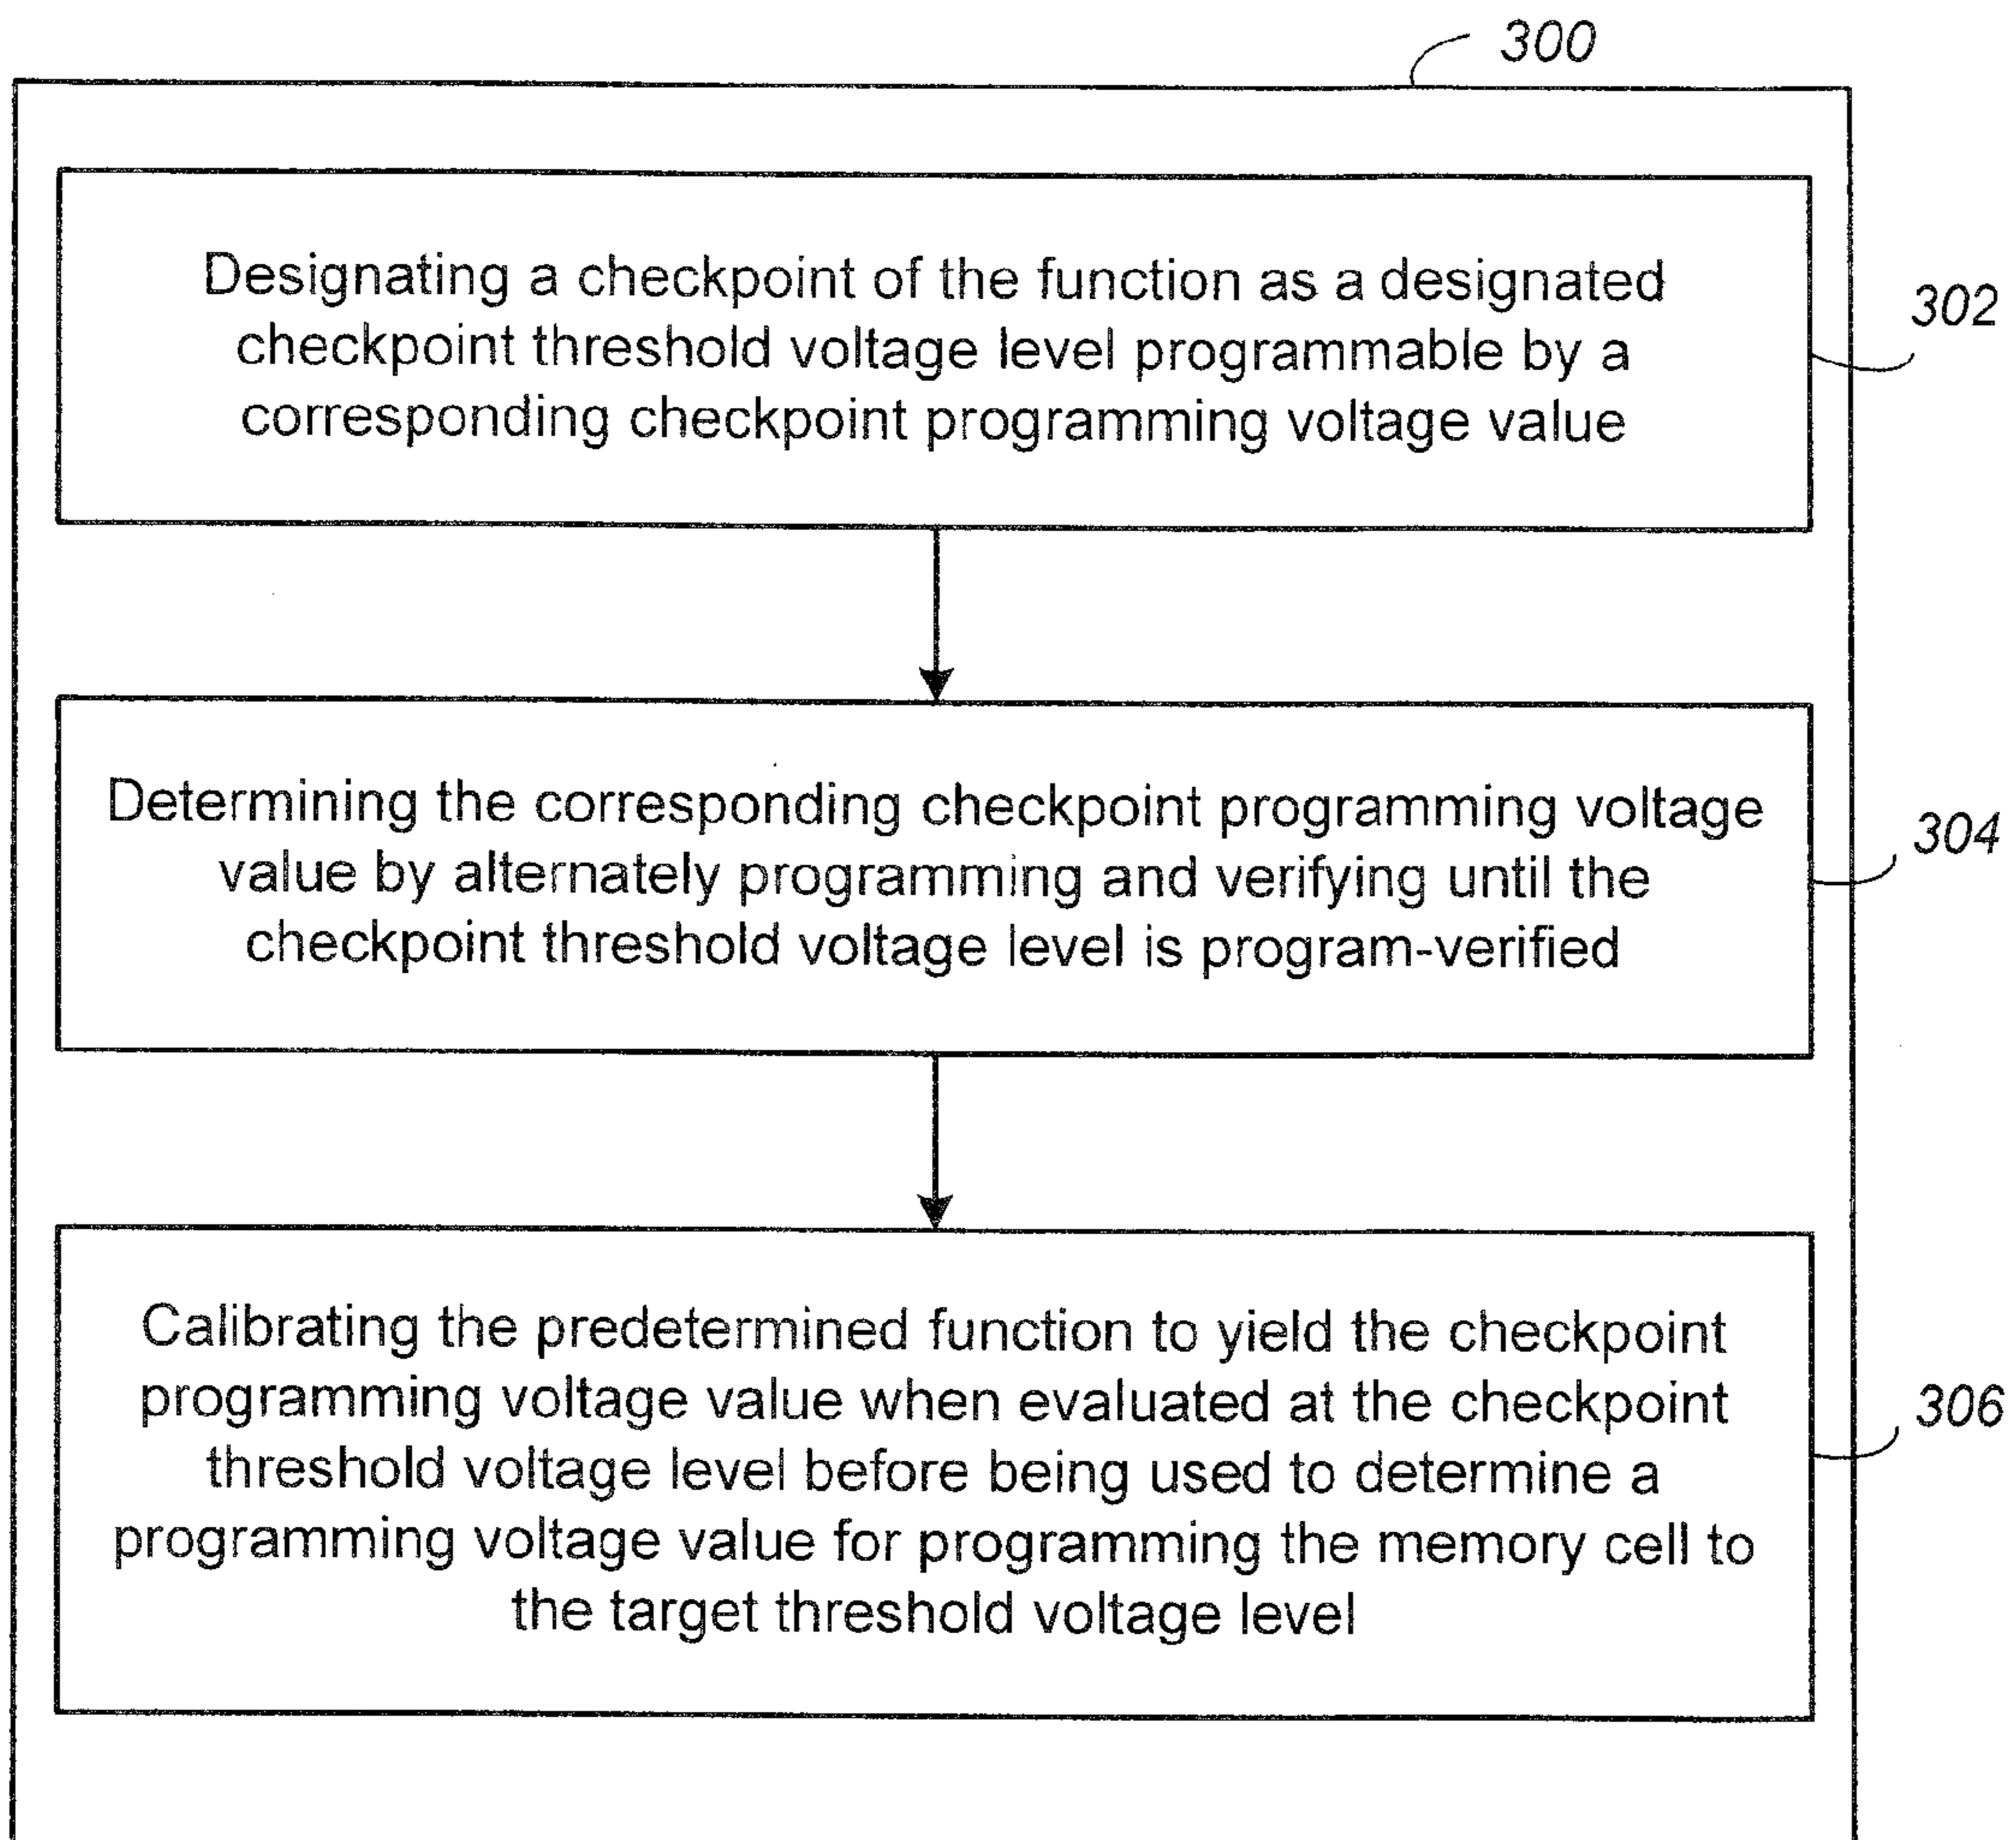 300
Designating a checkpoint of the function as a designated
checkpoint threshold voltage level programmable by a
corresponding checkpoint programming voltage value
302
Determining the corresponding checkpoint programming voltage
value by alternately programming and verifying until the
checkpoint threshold voltage level is program-verified
304
Calibrating the predetermined function to yield the checkpoint
programming voltage value when evaluated at the checkpoint
threshold voltage level before being used to determine a
programming voltage value for programming the memory cell to
the target threshold voltage level
306